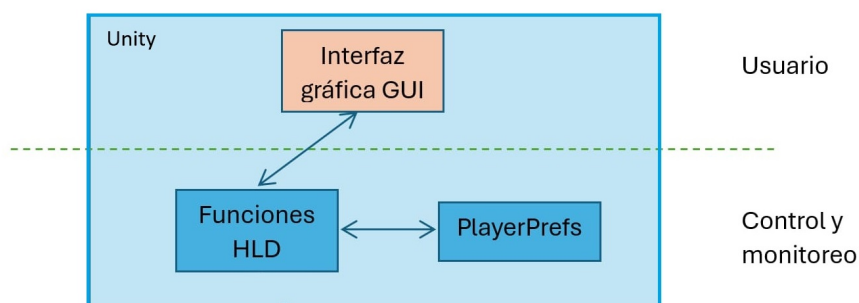 Unity
Interfaz
gráfica GUI
Usuario
Funciones
HLD
PlayerPrefs
Control y
monitoreo